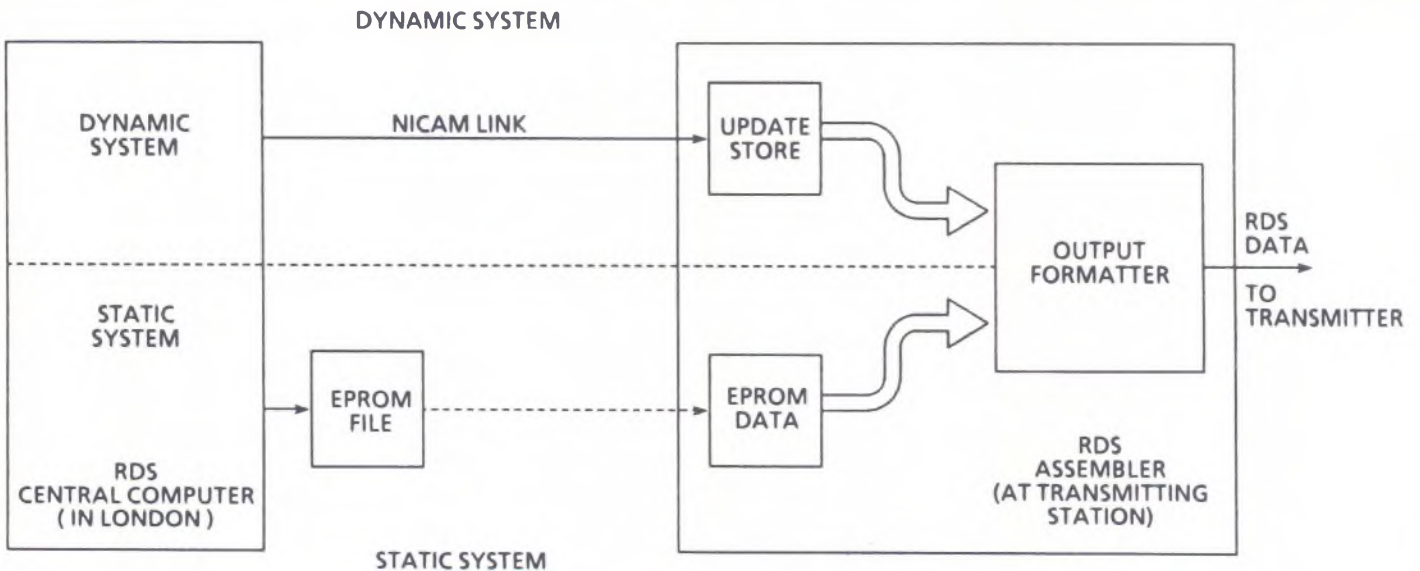 DYNAMIC SYSTEM
DYNAMIC
SYSTEM
NICAM LINK
UPDATE
STORE
OUTPUT
FORMATTER
RDS
DATA
TO
TRANSMITTER
STATIC
SYSTEM
EPROM
FILE
EPROM
DATA
RDS
CENTRAL COMPUTER
( IN LONDON )
RDS
ASSEMBLER
(AT TRANSMITTING
STATION)
STATIC SYSTEM